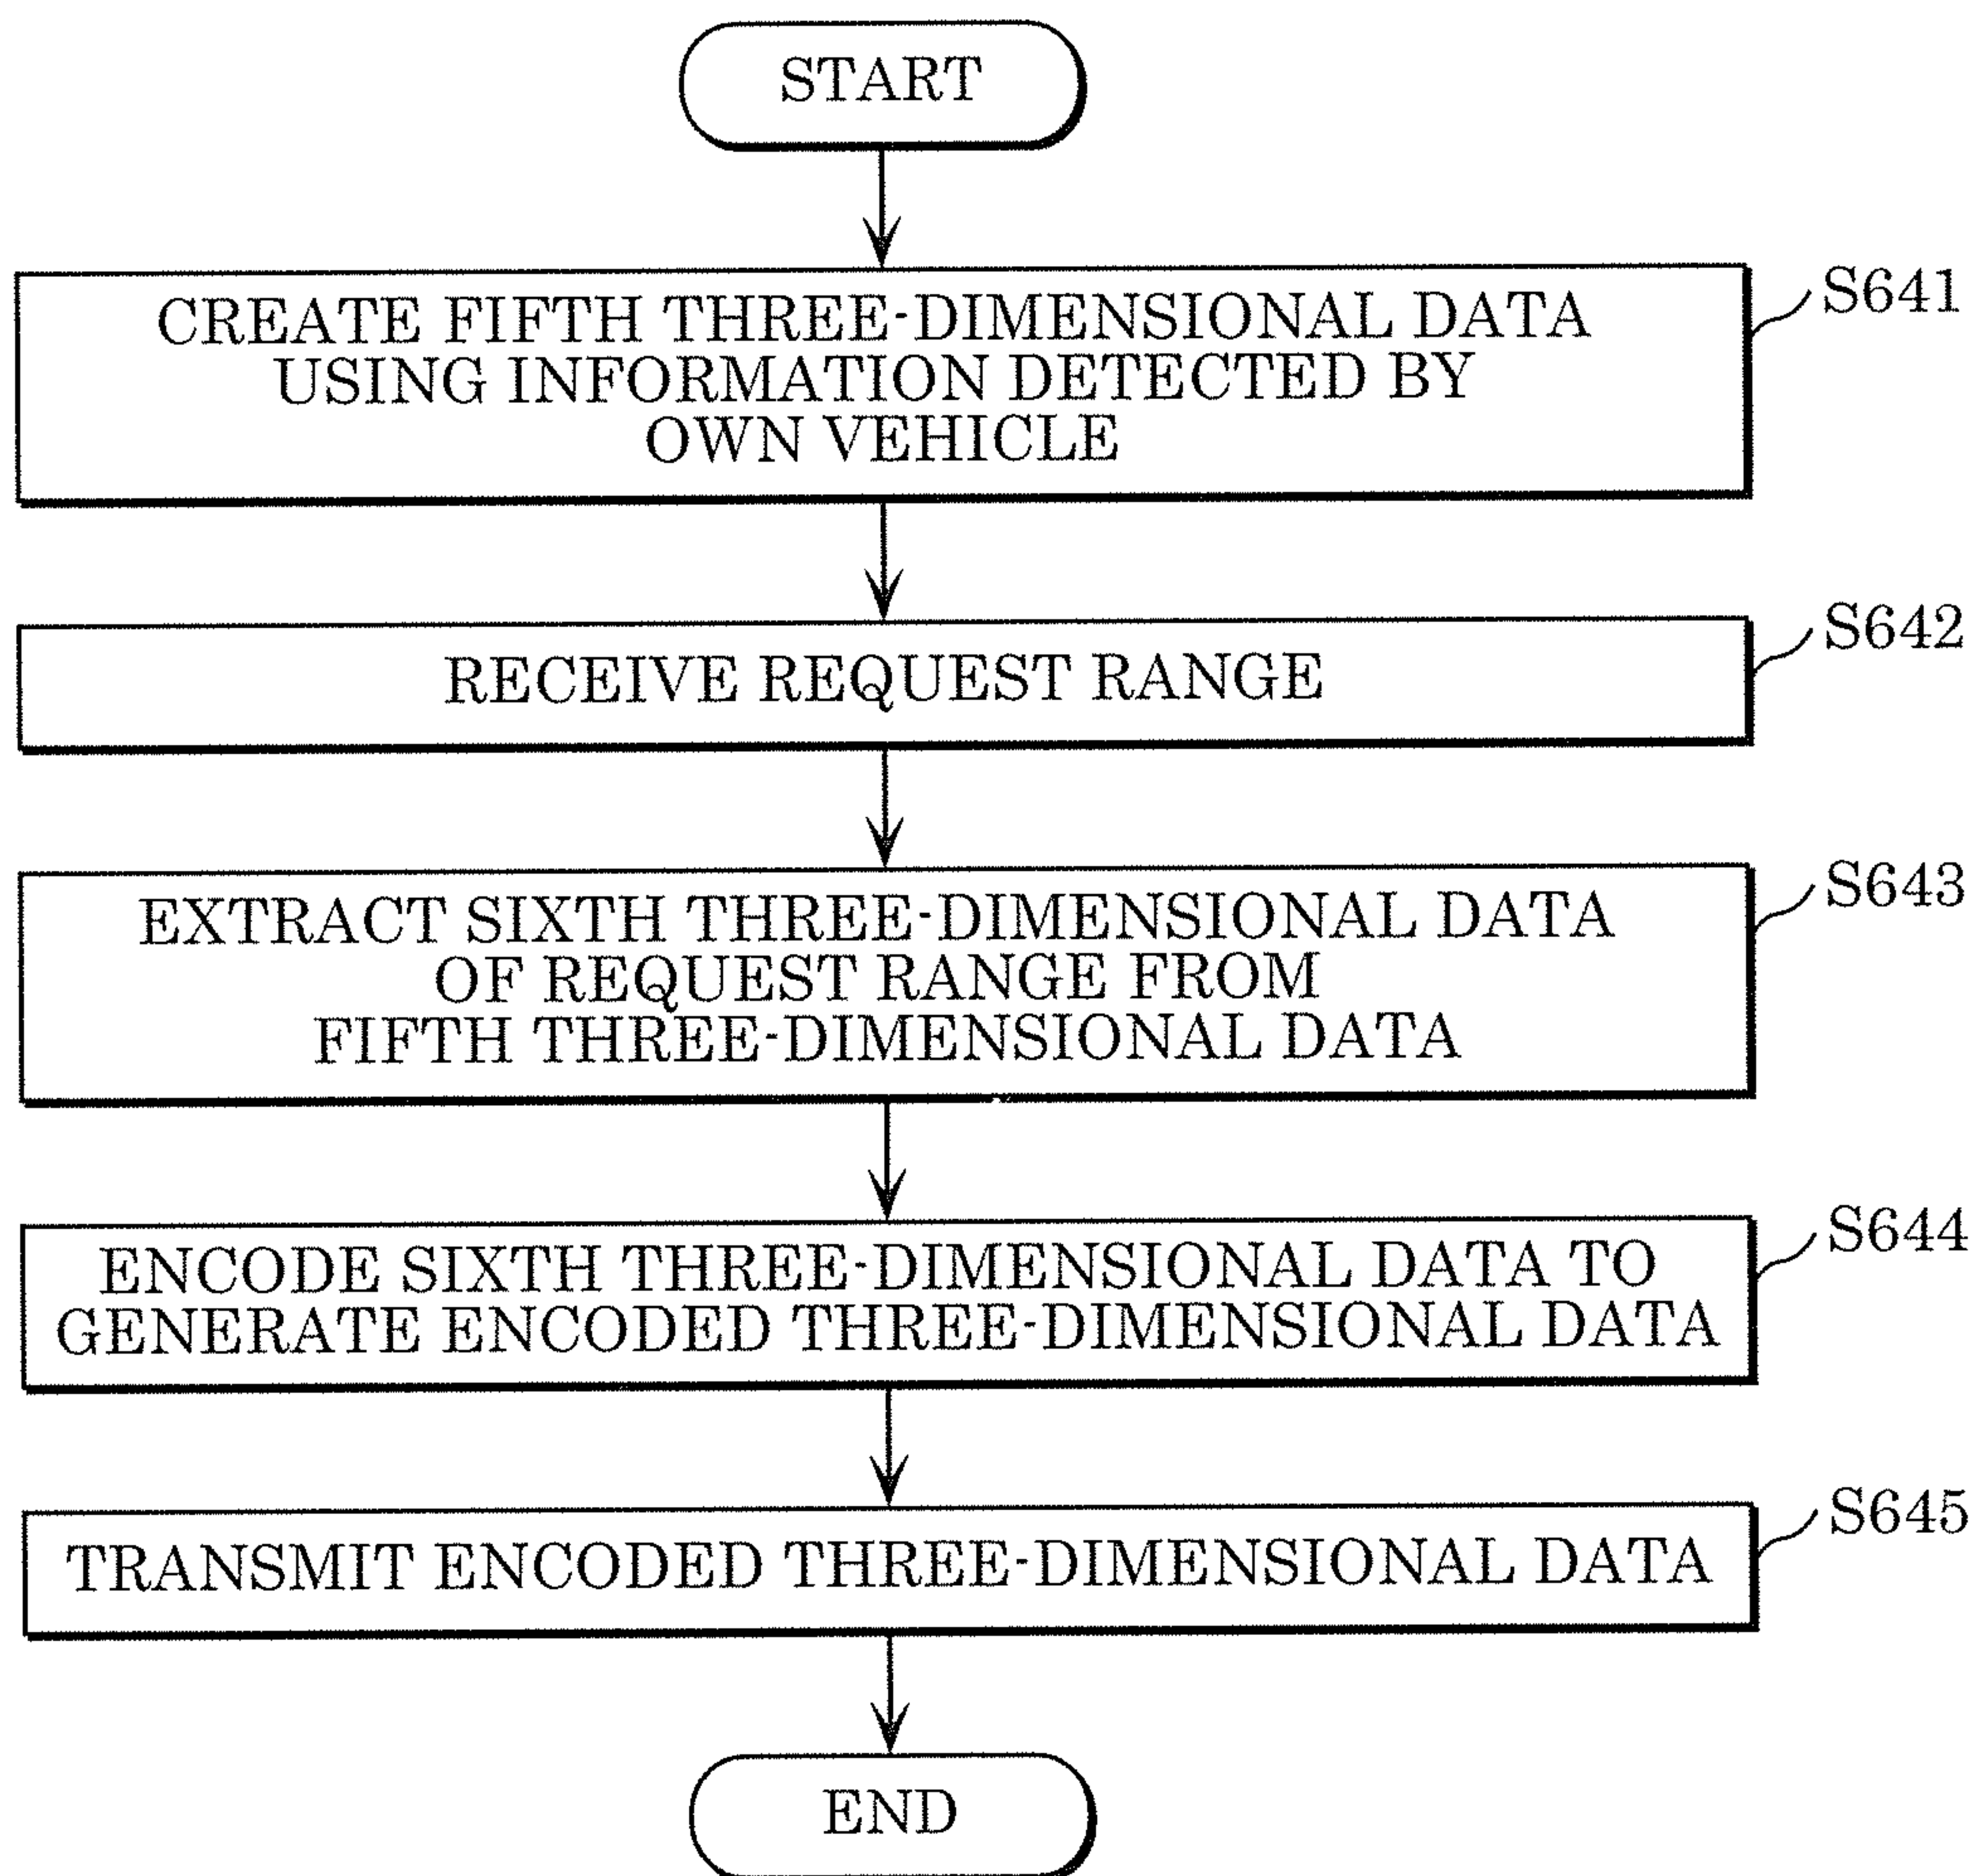 START
CREATE FIFTH THREE-DIMENSIONAL DATA
USING INFORMATION DETECTED BY
OWN VEHICLE
S641
RECEIVE REQUEST RANGE
S642
EXTRACT SIXTH THREE-DIMENSIONAL DATA
OF REQUEST RANGE FROM
FIFTH THREE-DIMENSIONAL DATA
S643
ENCODE SIXTH THREE-DIMENSIONAL DATA TO
GENERATE ENCODED THREE-DIMENSIONAL DATA
S644
TRANSMIT ENCODED THREE-DIMENSIONAL DATA
S645
END